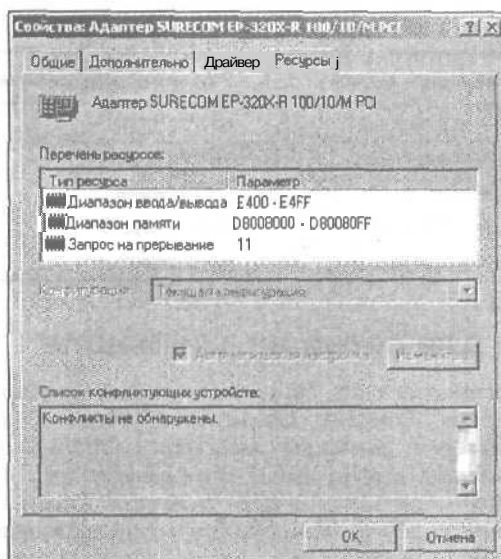 Свойства: Адаптер SURECOM EP-320X-R 100/10/M PCI
Общие Дополнительно Драйвер Ресурсы
Адаптер SURECOM EP-320X-R 100/10/M PCI
Перечень ресурсов:
Тип ресурса Параметр
Диапазон ввода/вывода E400 - E4FF
Диапазон памяти D8008000 - D80080FF
Запрос на прерывание 11
Конфигурация: Текущая конфигурация
Автоматическая настройка Изменить...
Список конфликтующих устройств:
Конфликты не обнаружены.
OK Отмена